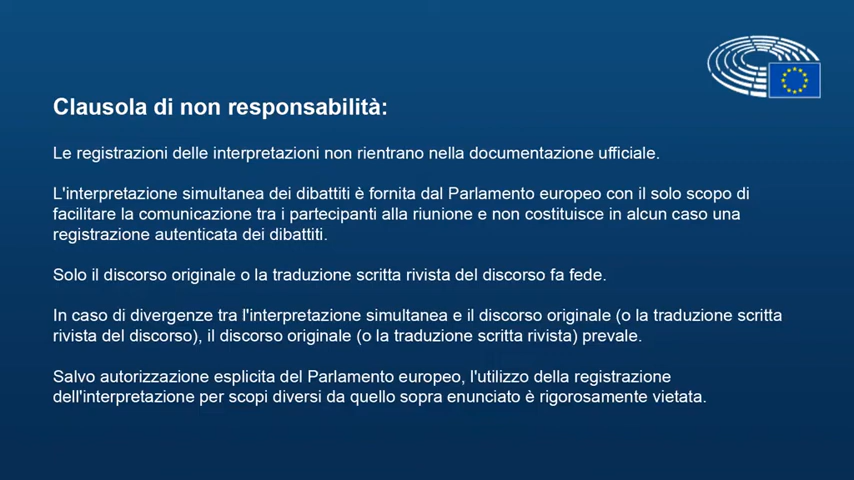 Clausola di non responsabilità:
Le registrazioni delle interpretazioni non rientrano nella documentazione ufficiale.
L'interpretazione simultanea dei dibattiti è fornita dal Parlamento europeo con il solo scopo di
facilitare la comunicazione tra i partecipanti alla riunione e non costituisce in alcun caso una
registrazione autenticata dei dibattiti.
Solo il discorso originale o la traduzione scritta rivista del discorso fa fede.
In caso di divergenze tra l'interpretazione simultanea e il discorso originale (o la traduzione scritta
rivista del discorso), il discorso originale (o la traduzione scritta rivista) prevale.
Salvo autorizzazione esplicita del Parlamento europeo, l'utilizzo della registrazione
dell'interpretazione per scopi diversi da quello sopra enunciato è rigorosamente vietata.